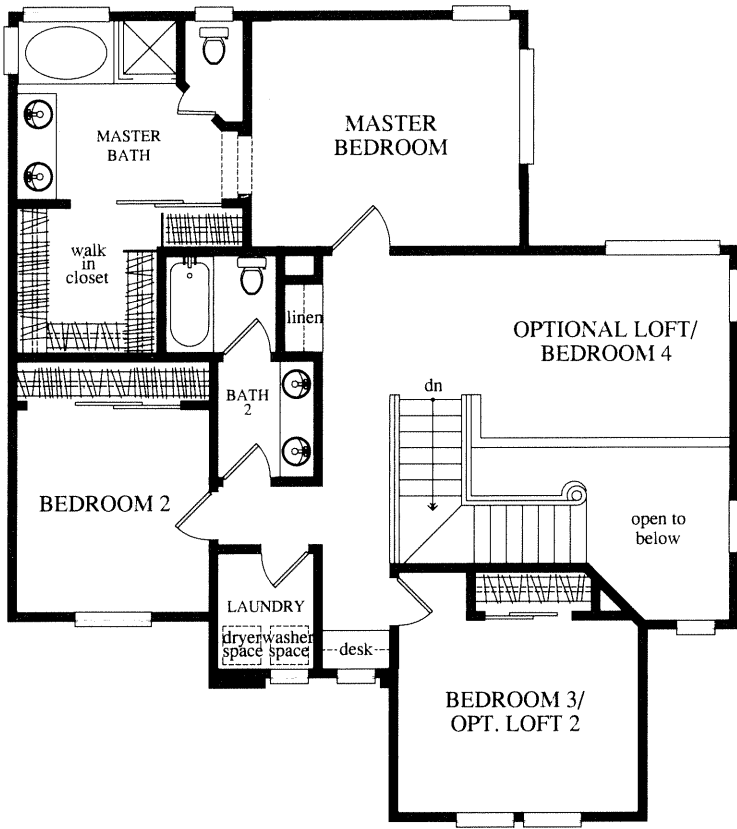 MASTER
BATH
MASTER
BEDROOM
walk
in
closet
linen
OPTIONAL LOFT/
BEDROOM 4
dn
BATH
2
BEDROOM 2
open to
below
LAUNDRY
dryer
space
washer
space
desk
BEDROOM 3/
OPT. LOFT 2